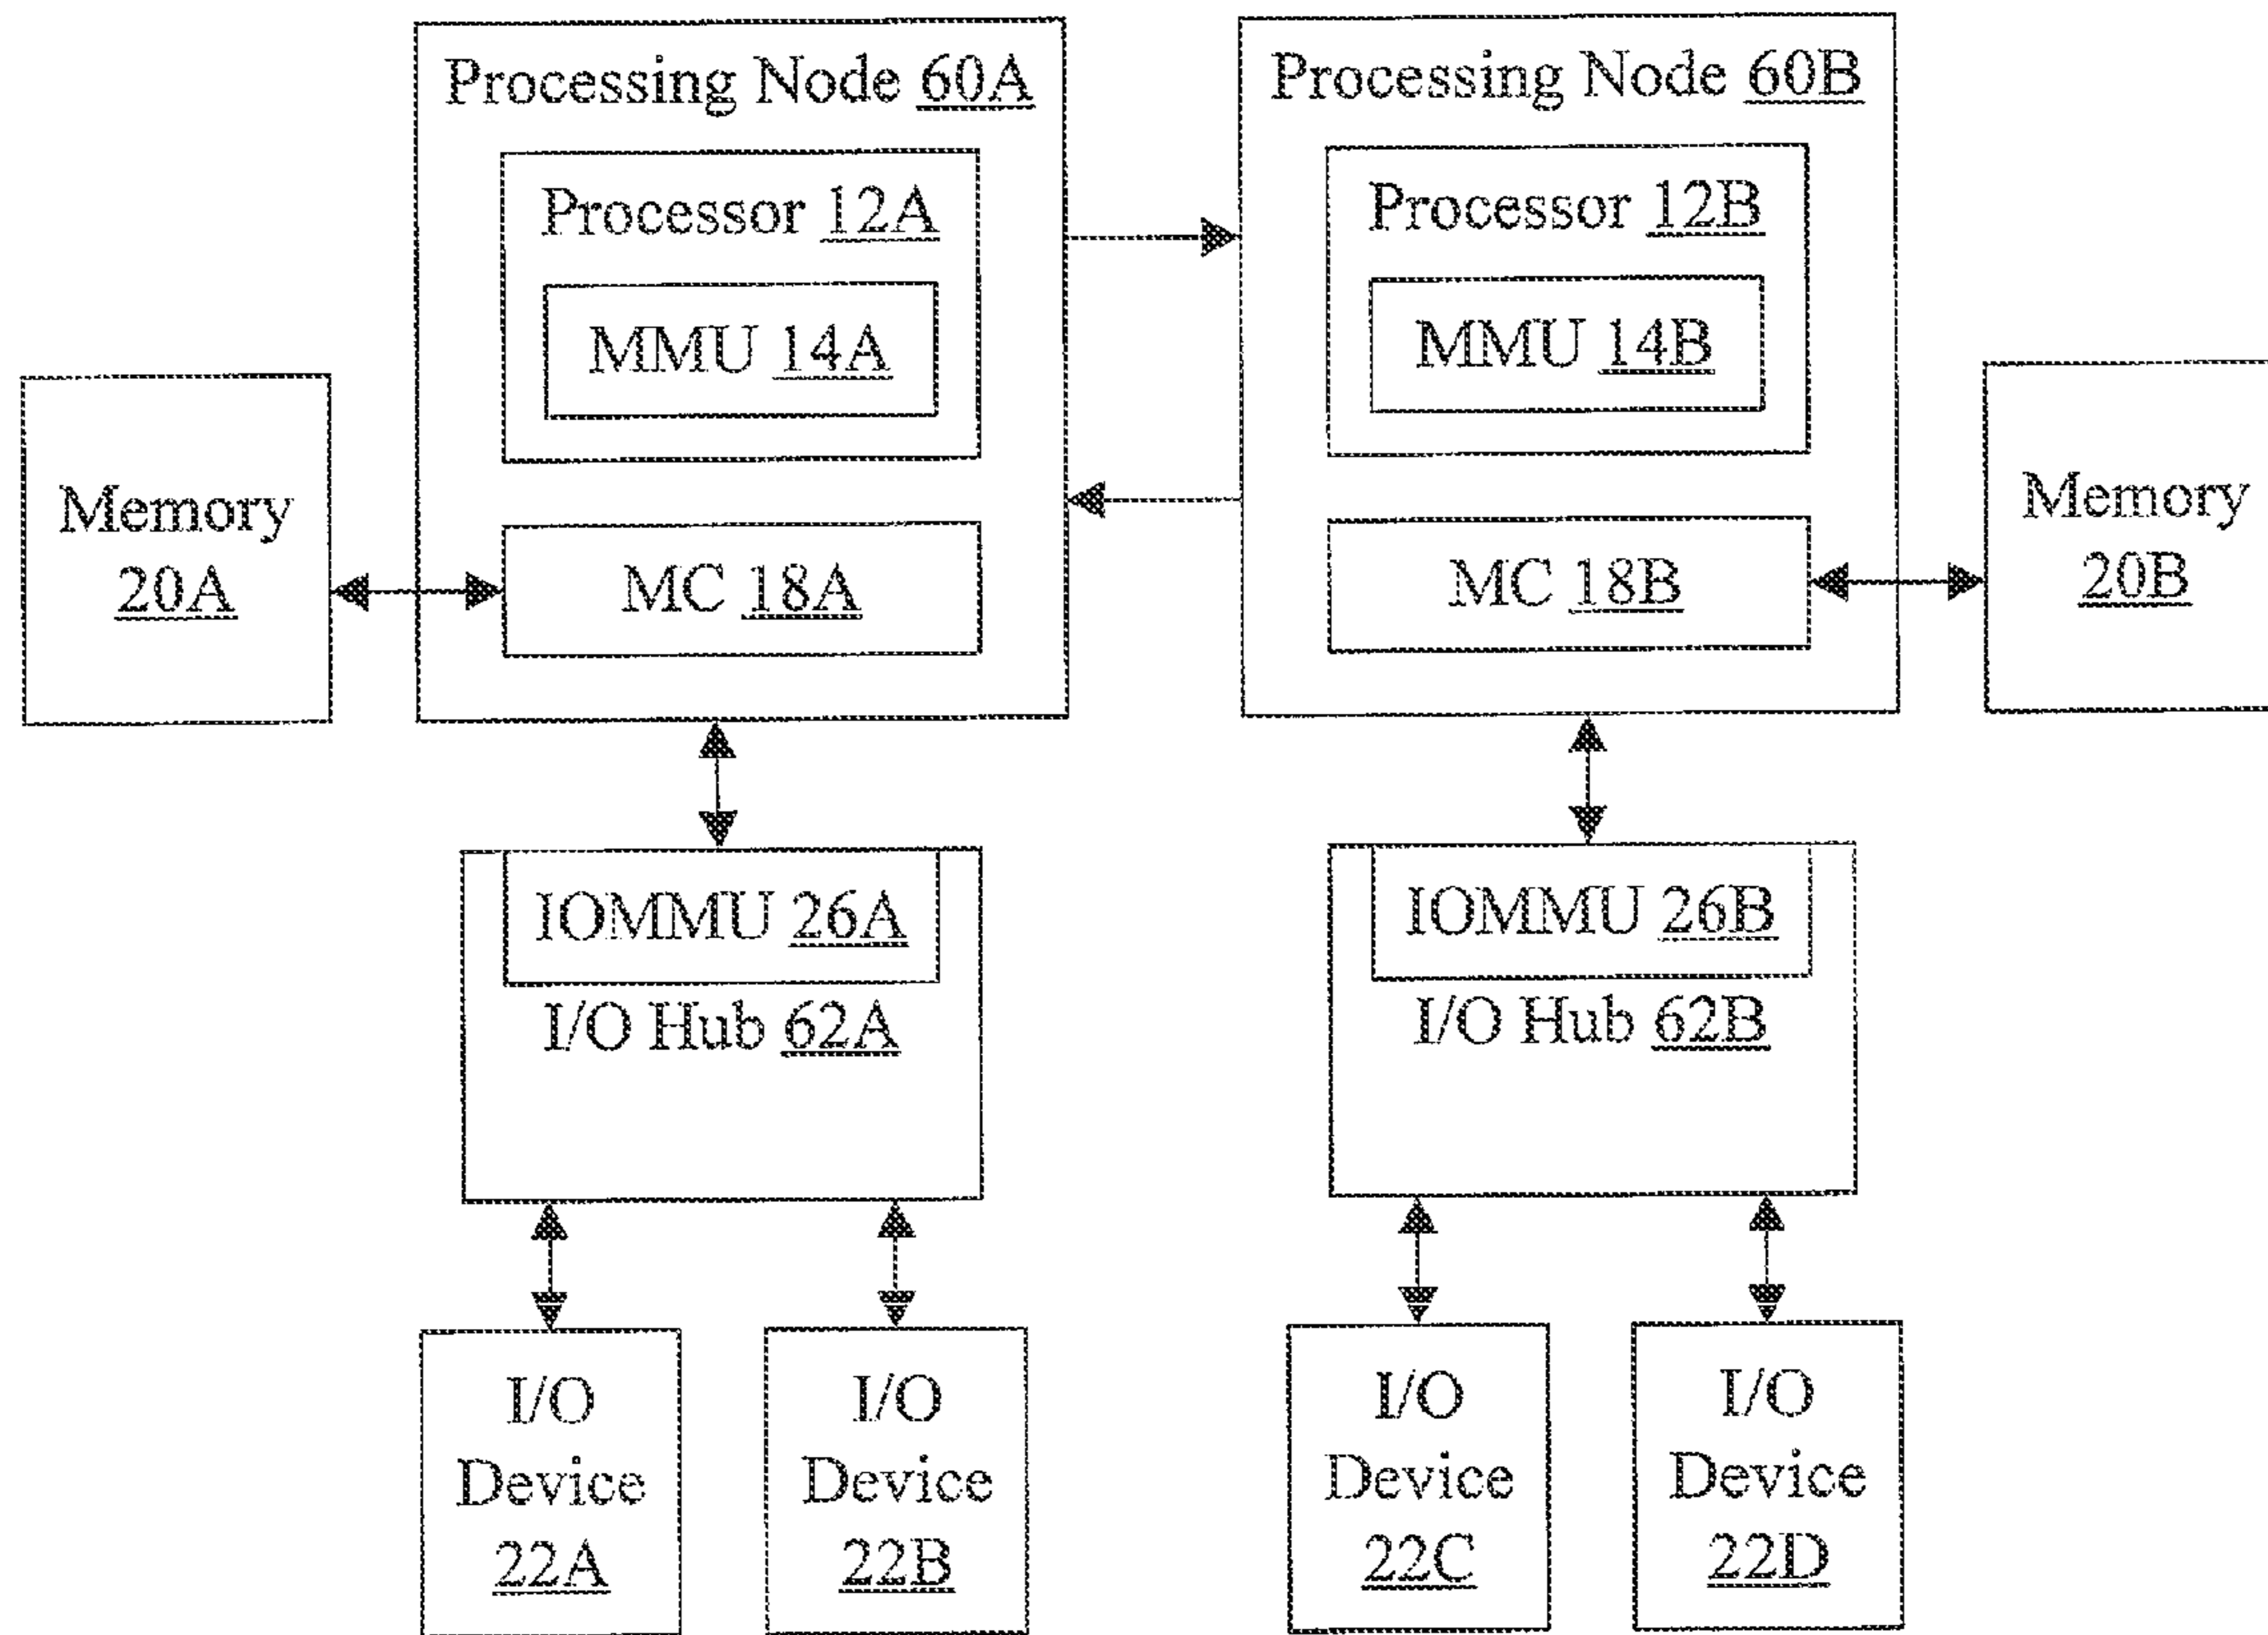 Processing Node 60A
Processor 12A
MMU 14A
MC 18A
Memory
20A
Processing Node 60B
Processor 12B
MMU 14B
MC 18B
Memory
20B
IOMMU 26A
I/O Hub 62A
IOMMU 26B
I/O Hub 62B
I/O
Device
22A
I/O
Device
22B
I/O
Device
22C
I/O
Device
22D